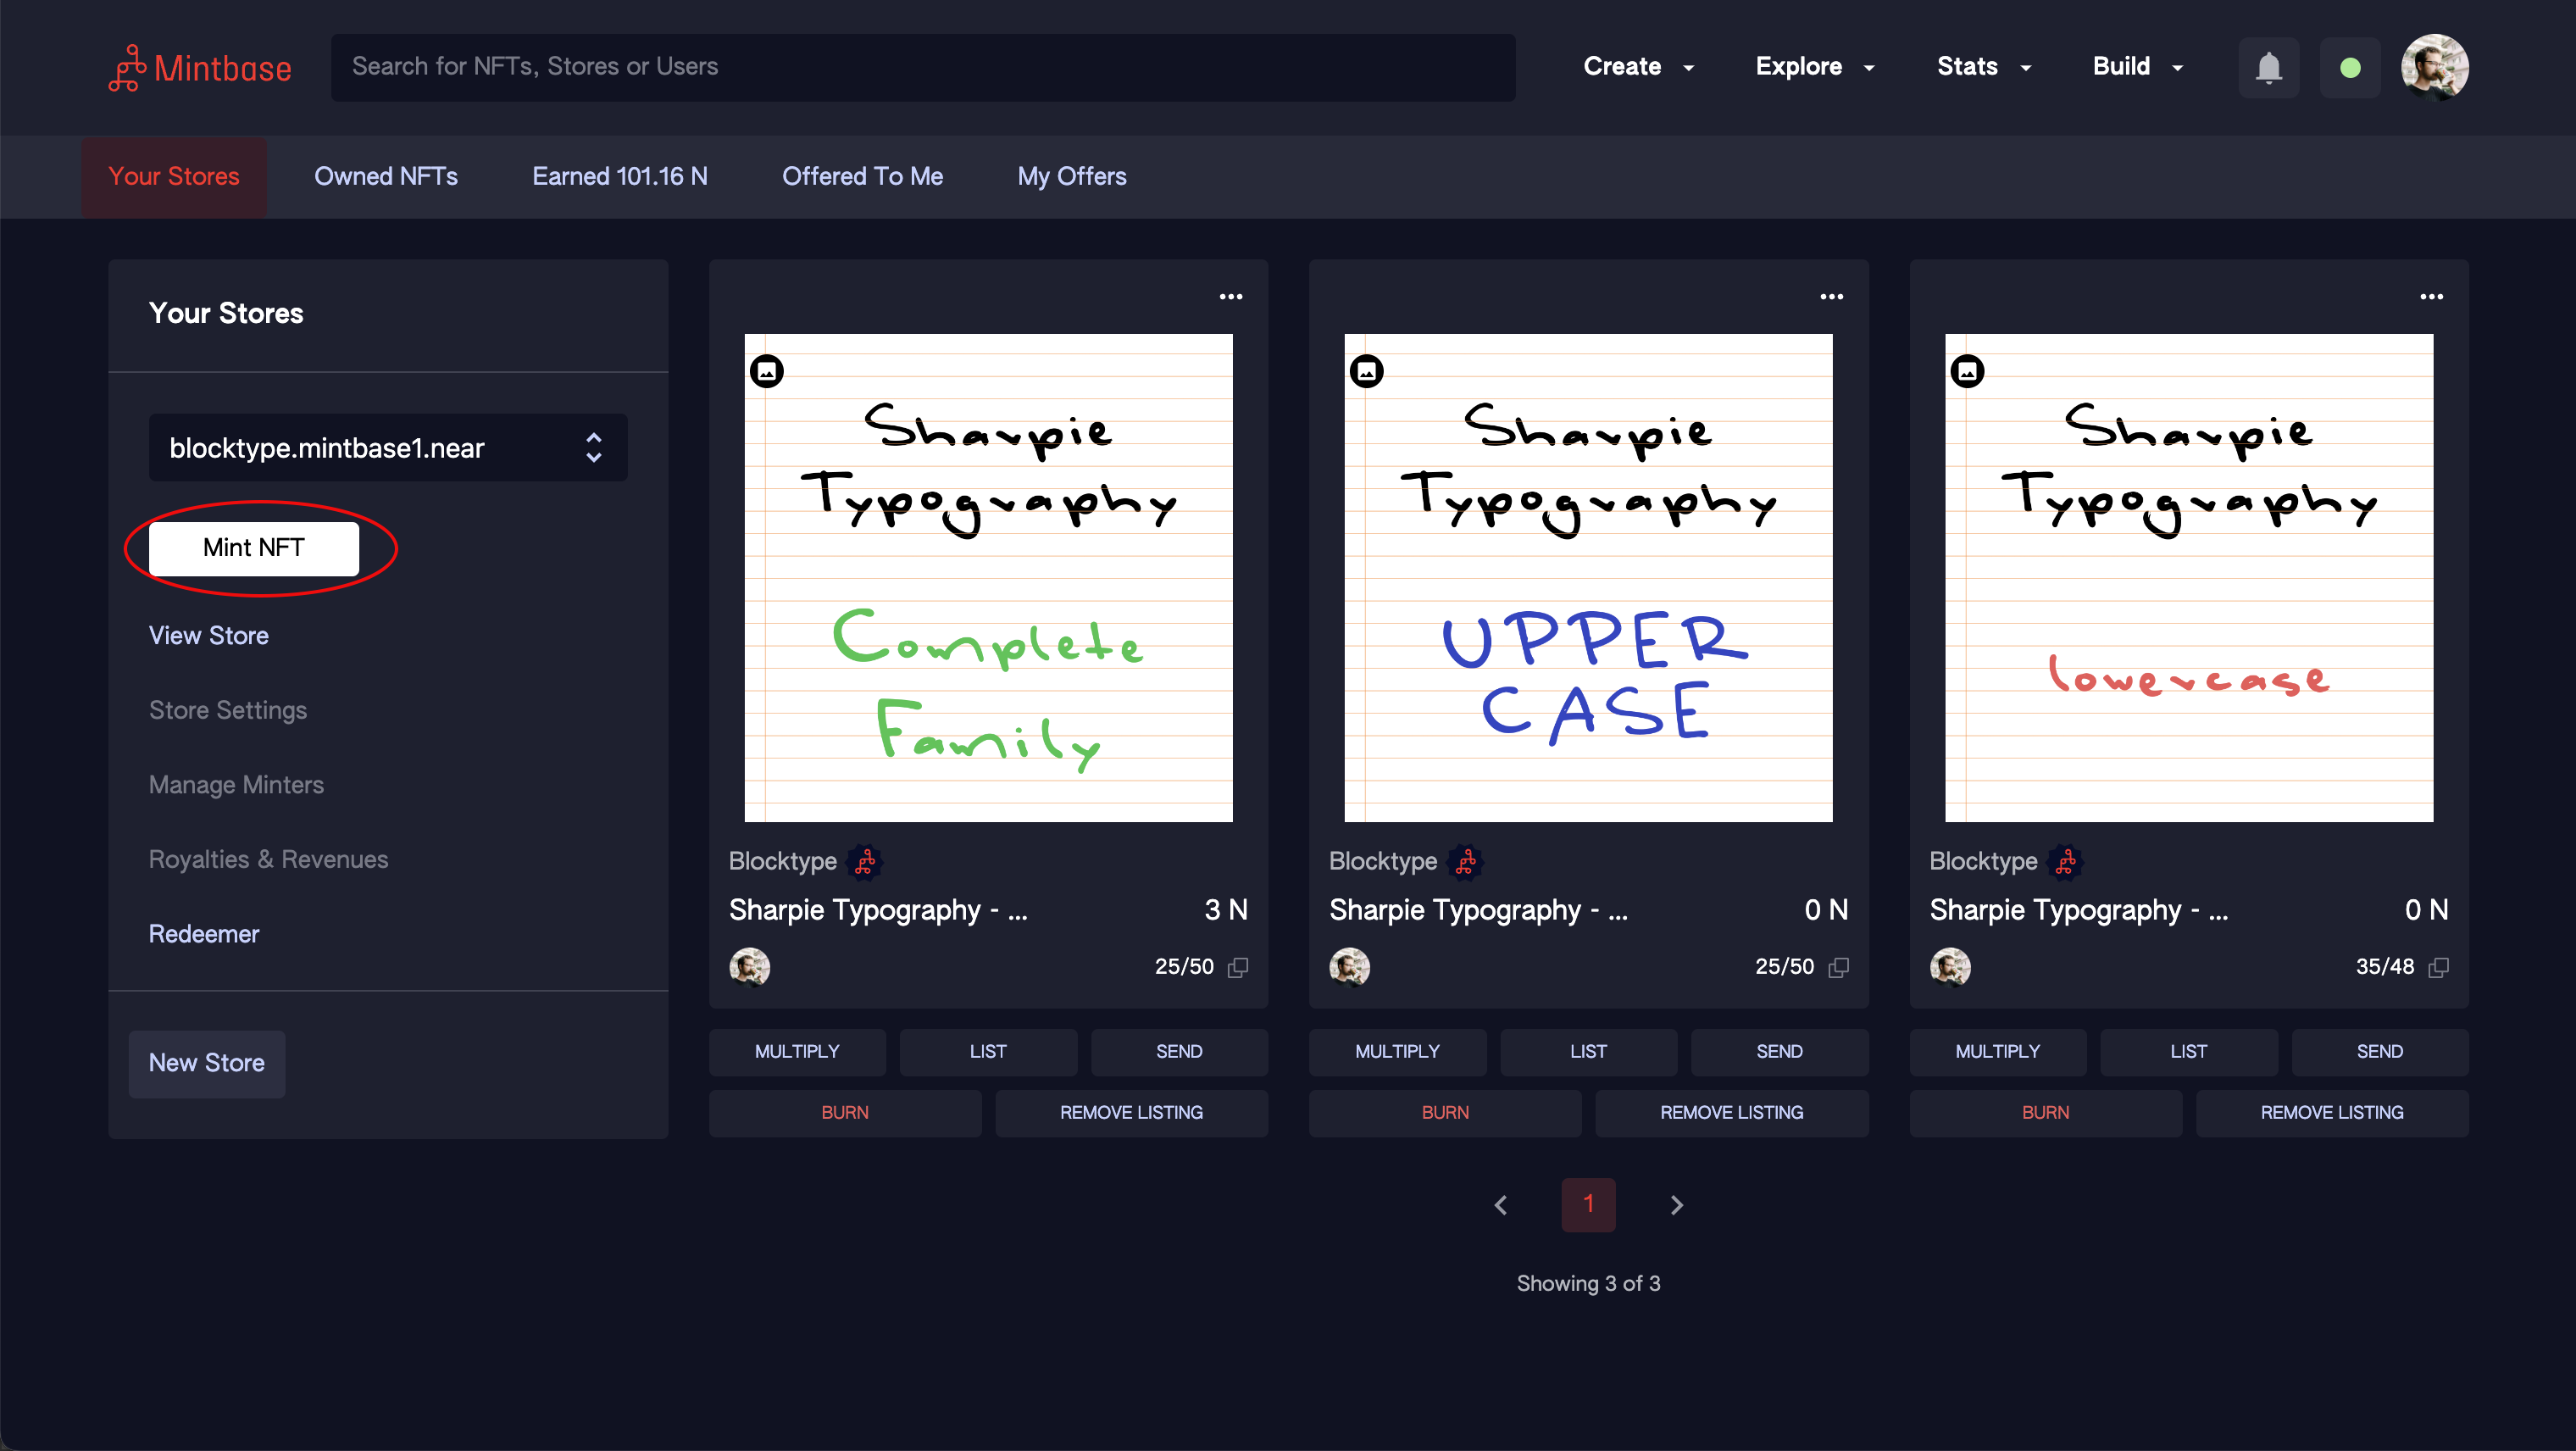 Mintbase
Search for NFTs, Stores or Users
Create
Explore
Stats
Build
Your Stores
Owned NFTs
Earned 101.16 N
Offered To Me
My Offers
Your Stores
blocktype.mintbase1.near
Mint NFT
View Store
Store Settings
Manage Minters
Royalties & Revenues
Redeemer
New Store
Sharpie
Typography
Complete
Family
Blocktype
Sharpie Typography - ...
3 N
25/50
MULTIPLY
LIST
SEND
BURN
REMOVE LISTING
Sharpie
Typography
UPPER
CASE
Blocktype
Sharpie Typography - ...
0 N
25/50
MULTIPLY
LIST
SEND
BURN
REMOVE LISTING
Sharpie
Typography
lowercase
Blocktype
Sharpie Typography - ...
0 N
35/48
MULTIPLY
LIST
SEND
BURN
REMOVE LISTING
1
Showing 3 of 3